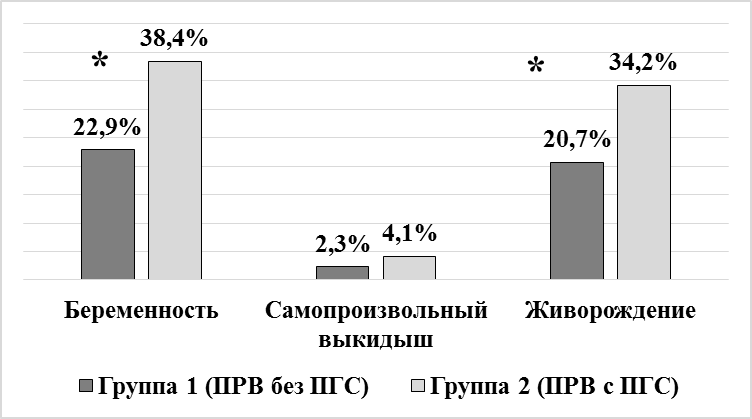 38,4%
*
22,9%
34,2%
*
20,7%
2,3%
4,1%
Беременность
Самопроизвольный
выкидыш
Живорождение
Группа 1 (ПРВ без ПГС)
Группа 2 (ПРВ с ПГС)